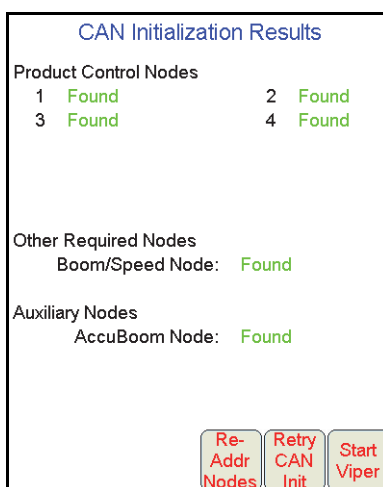 CAN Initialization Results
Product Control Nodes
1 Found 2 Found
3 Found 4 Found
Other Required Nodes
Boom/Speed Node: Found
Auxiliary Nodes
AccuBoom Node: Found
Re-
Addr
Nodes
Retry
CAN
Init
Start
Viper